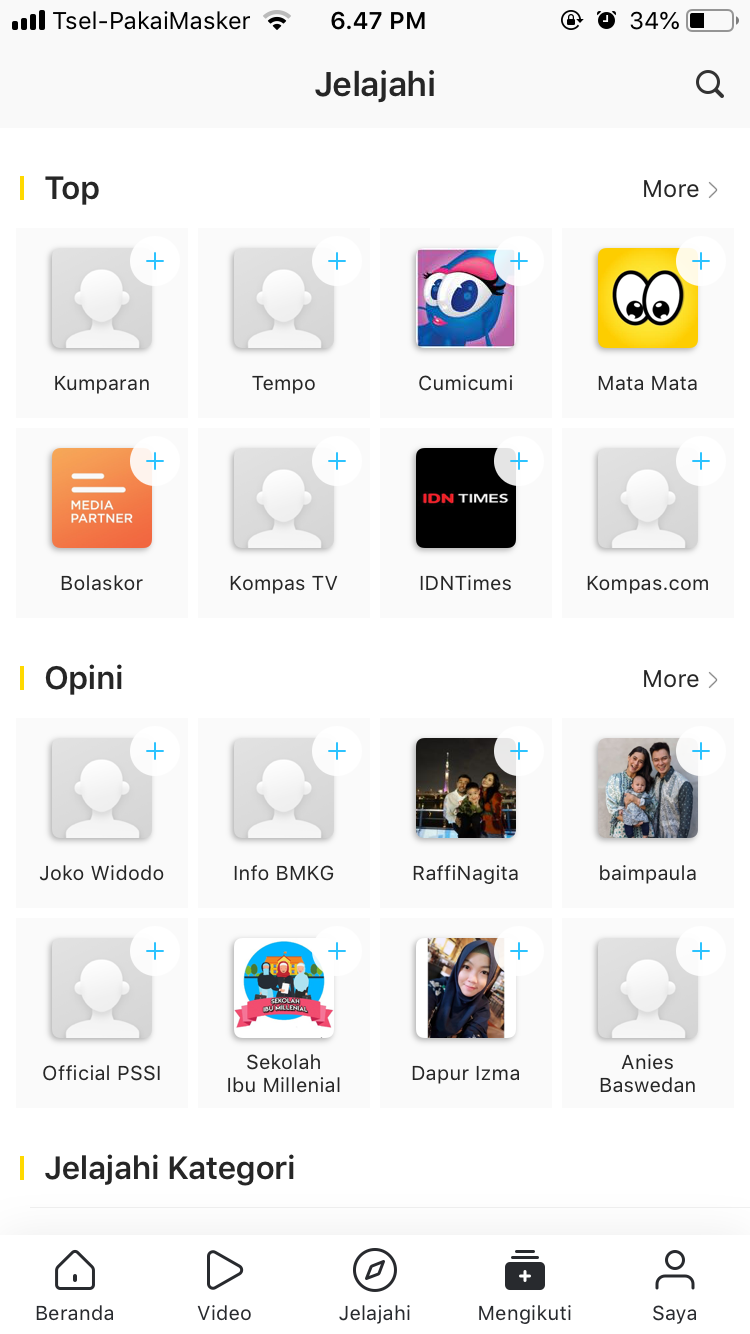 Tsel-PakaiMasker 6.47 PM 34%
Jelajahi
Top More
Kumparan Tempo Cumicumi Mata Mata
MEDIA
PARTNER
IDN TIMES
Bolaskor Kompas TV IDNTimes Kompas.com
Opini More
Joko Widodo Info BMKG RaffiNagita baimpaula
SEKOLAH
IBU MILLENIAL
Official PSSI Sekolah
Ibu Millenial Dapur Izma Anies
Baswedan
Jelajahi Kategori
Beranda Video Jelajahi Mengikuti Saya